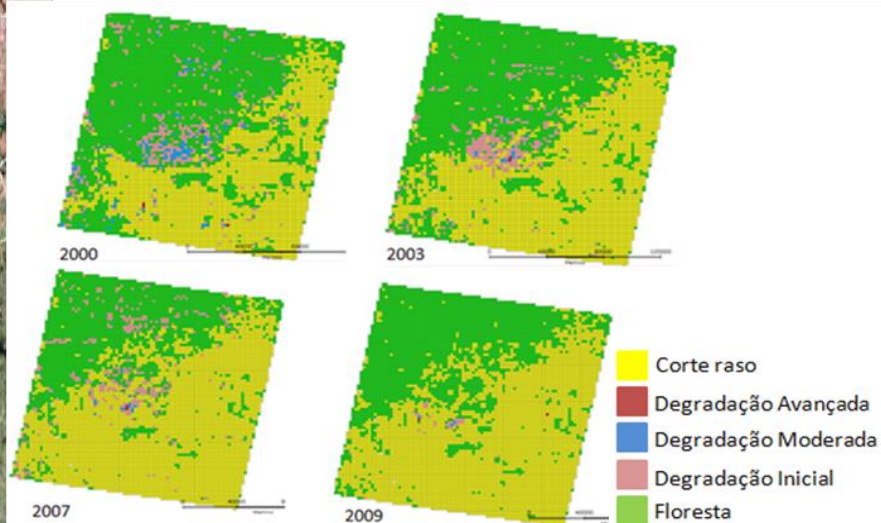 2000
2003
2007
2009
Corte raso
Degradação Avançada
Degradação Moderada
Degradação Inicial
Floresta